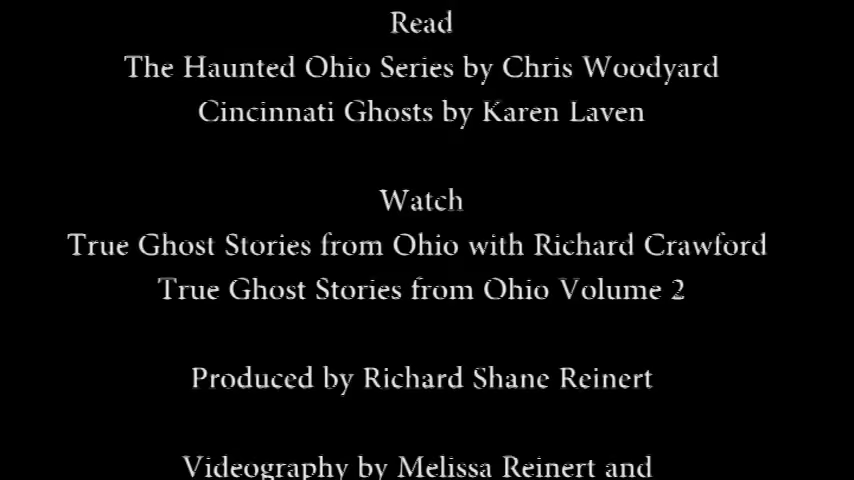 Read
The Haunted Ohio Series by Chris Woodyard
Cincinnati Ghosts by Karen Laven
Watch
True Ghost Stories from Ohio with Richard Crawford
True Ghost Stories from Ohio Volume 2
Produced by Richard Shane Reinert
Videography by Melissa Reinert and